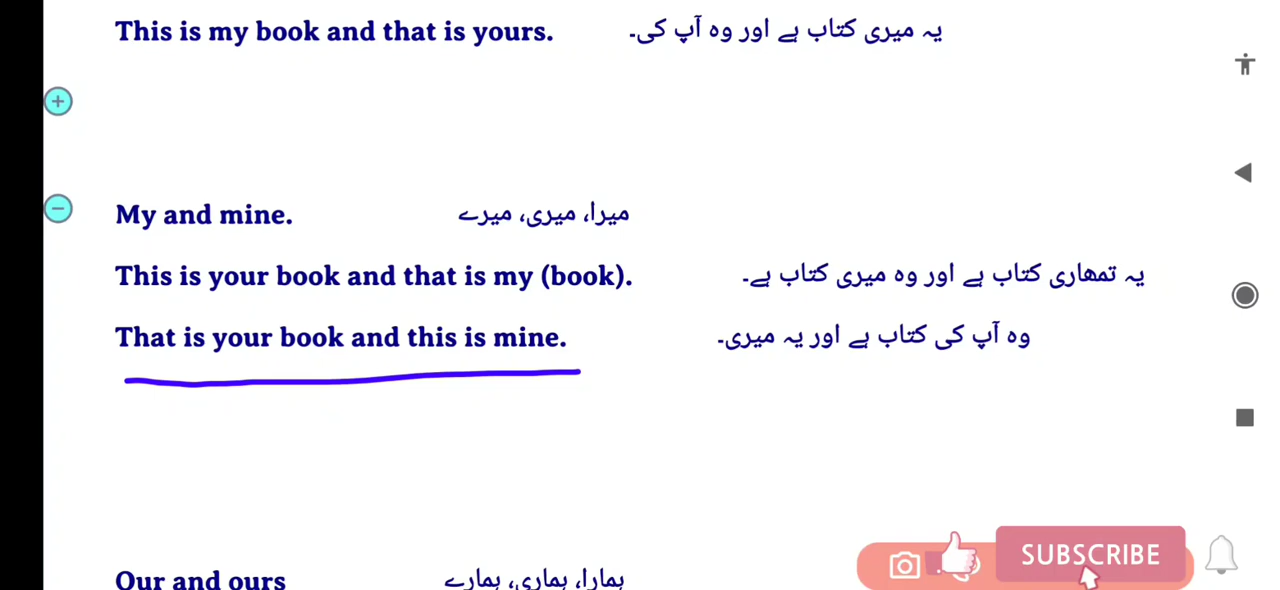 This is my book and that is yours. یہ میری کتاب ہے اور وہ آپ کی۔
My and mine. میرا، میری، میرے
This is your book and that is my (book). یہ تمھاری کتاب ہے اور وہ میری کتاب ہے۔
That is your book and this is mine. وہ آپ کی کتاب ہے اور یہ میری۔
Our and ours ہمارا، ہماری، ہمارے
SUBSCRIBE